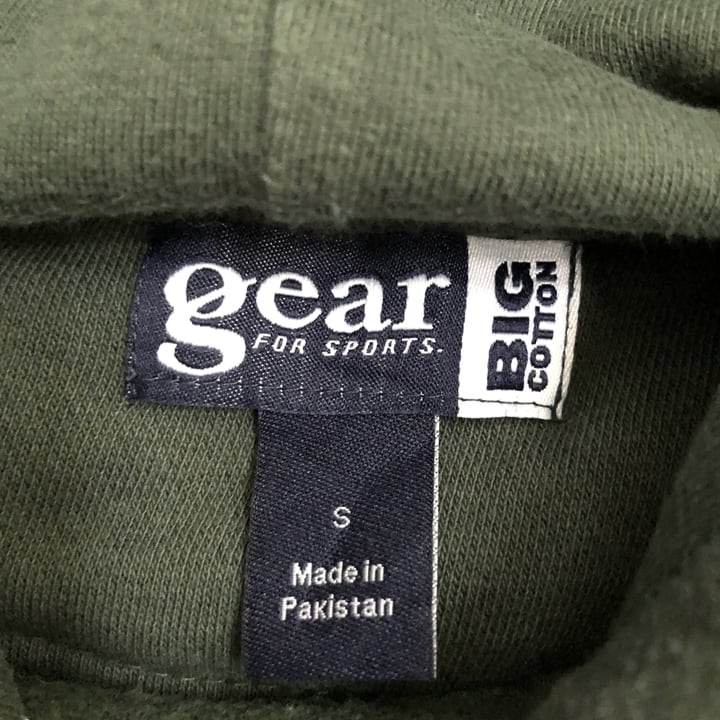 gear
FOR SPORTS.
BIG
COTTON
S
Made in
Pakistan